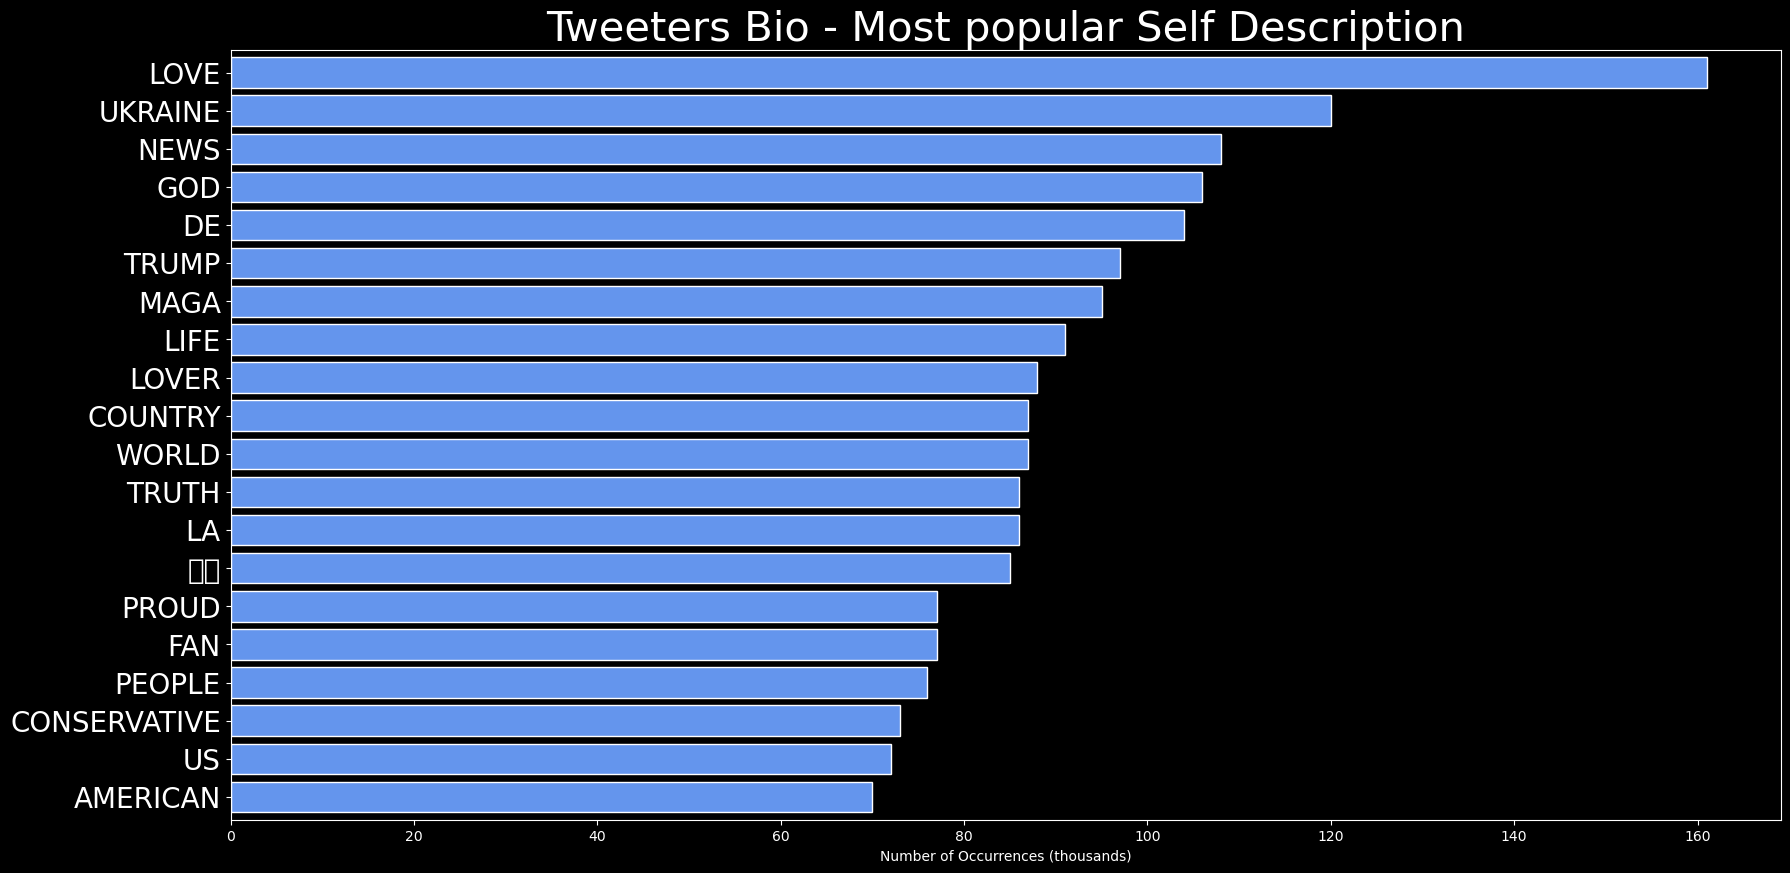 Tweeters Bio - Most popular Self Description
LOVE
UKRAINE
NEWS
GOD
DE
TRUMP
MAGA
LIFE
LOVER
COUNTRY
WORLD
TRUTH
LA
PROUD
FAN
PEOPLE
CONSERVATIVE
US
AMERICAN
0 20 40 60 80 100 120 140 160
Number of Occurrences (thousands)